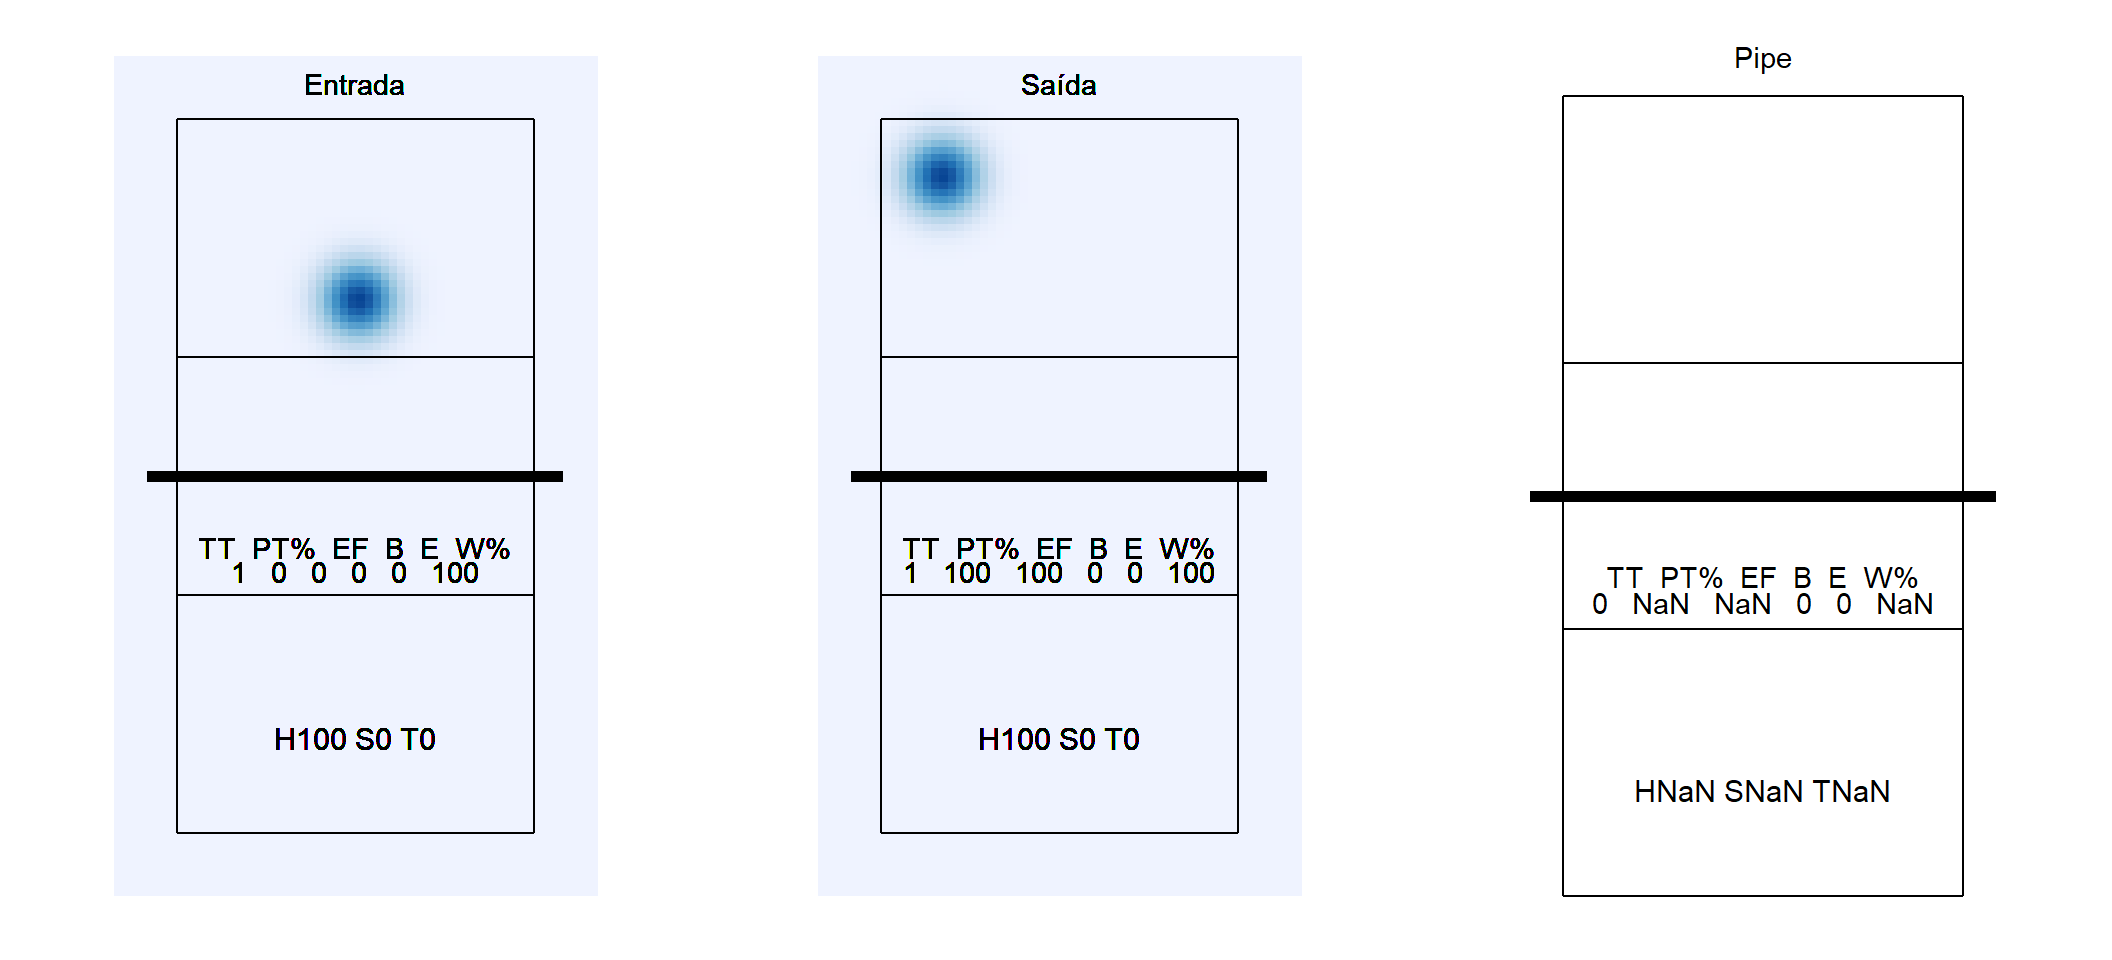 Entrada
TT PT% EF B E W%
1 0 0 0 0 100
H100 S0 T0
Saída
TT PT% EF B E W%
1 100 100 0 0 100
H100 S0 T0
Pipe
TT PT% EF B E W%
0 NaN NaN 0 0 NaN
HNaN SNaN TNaN